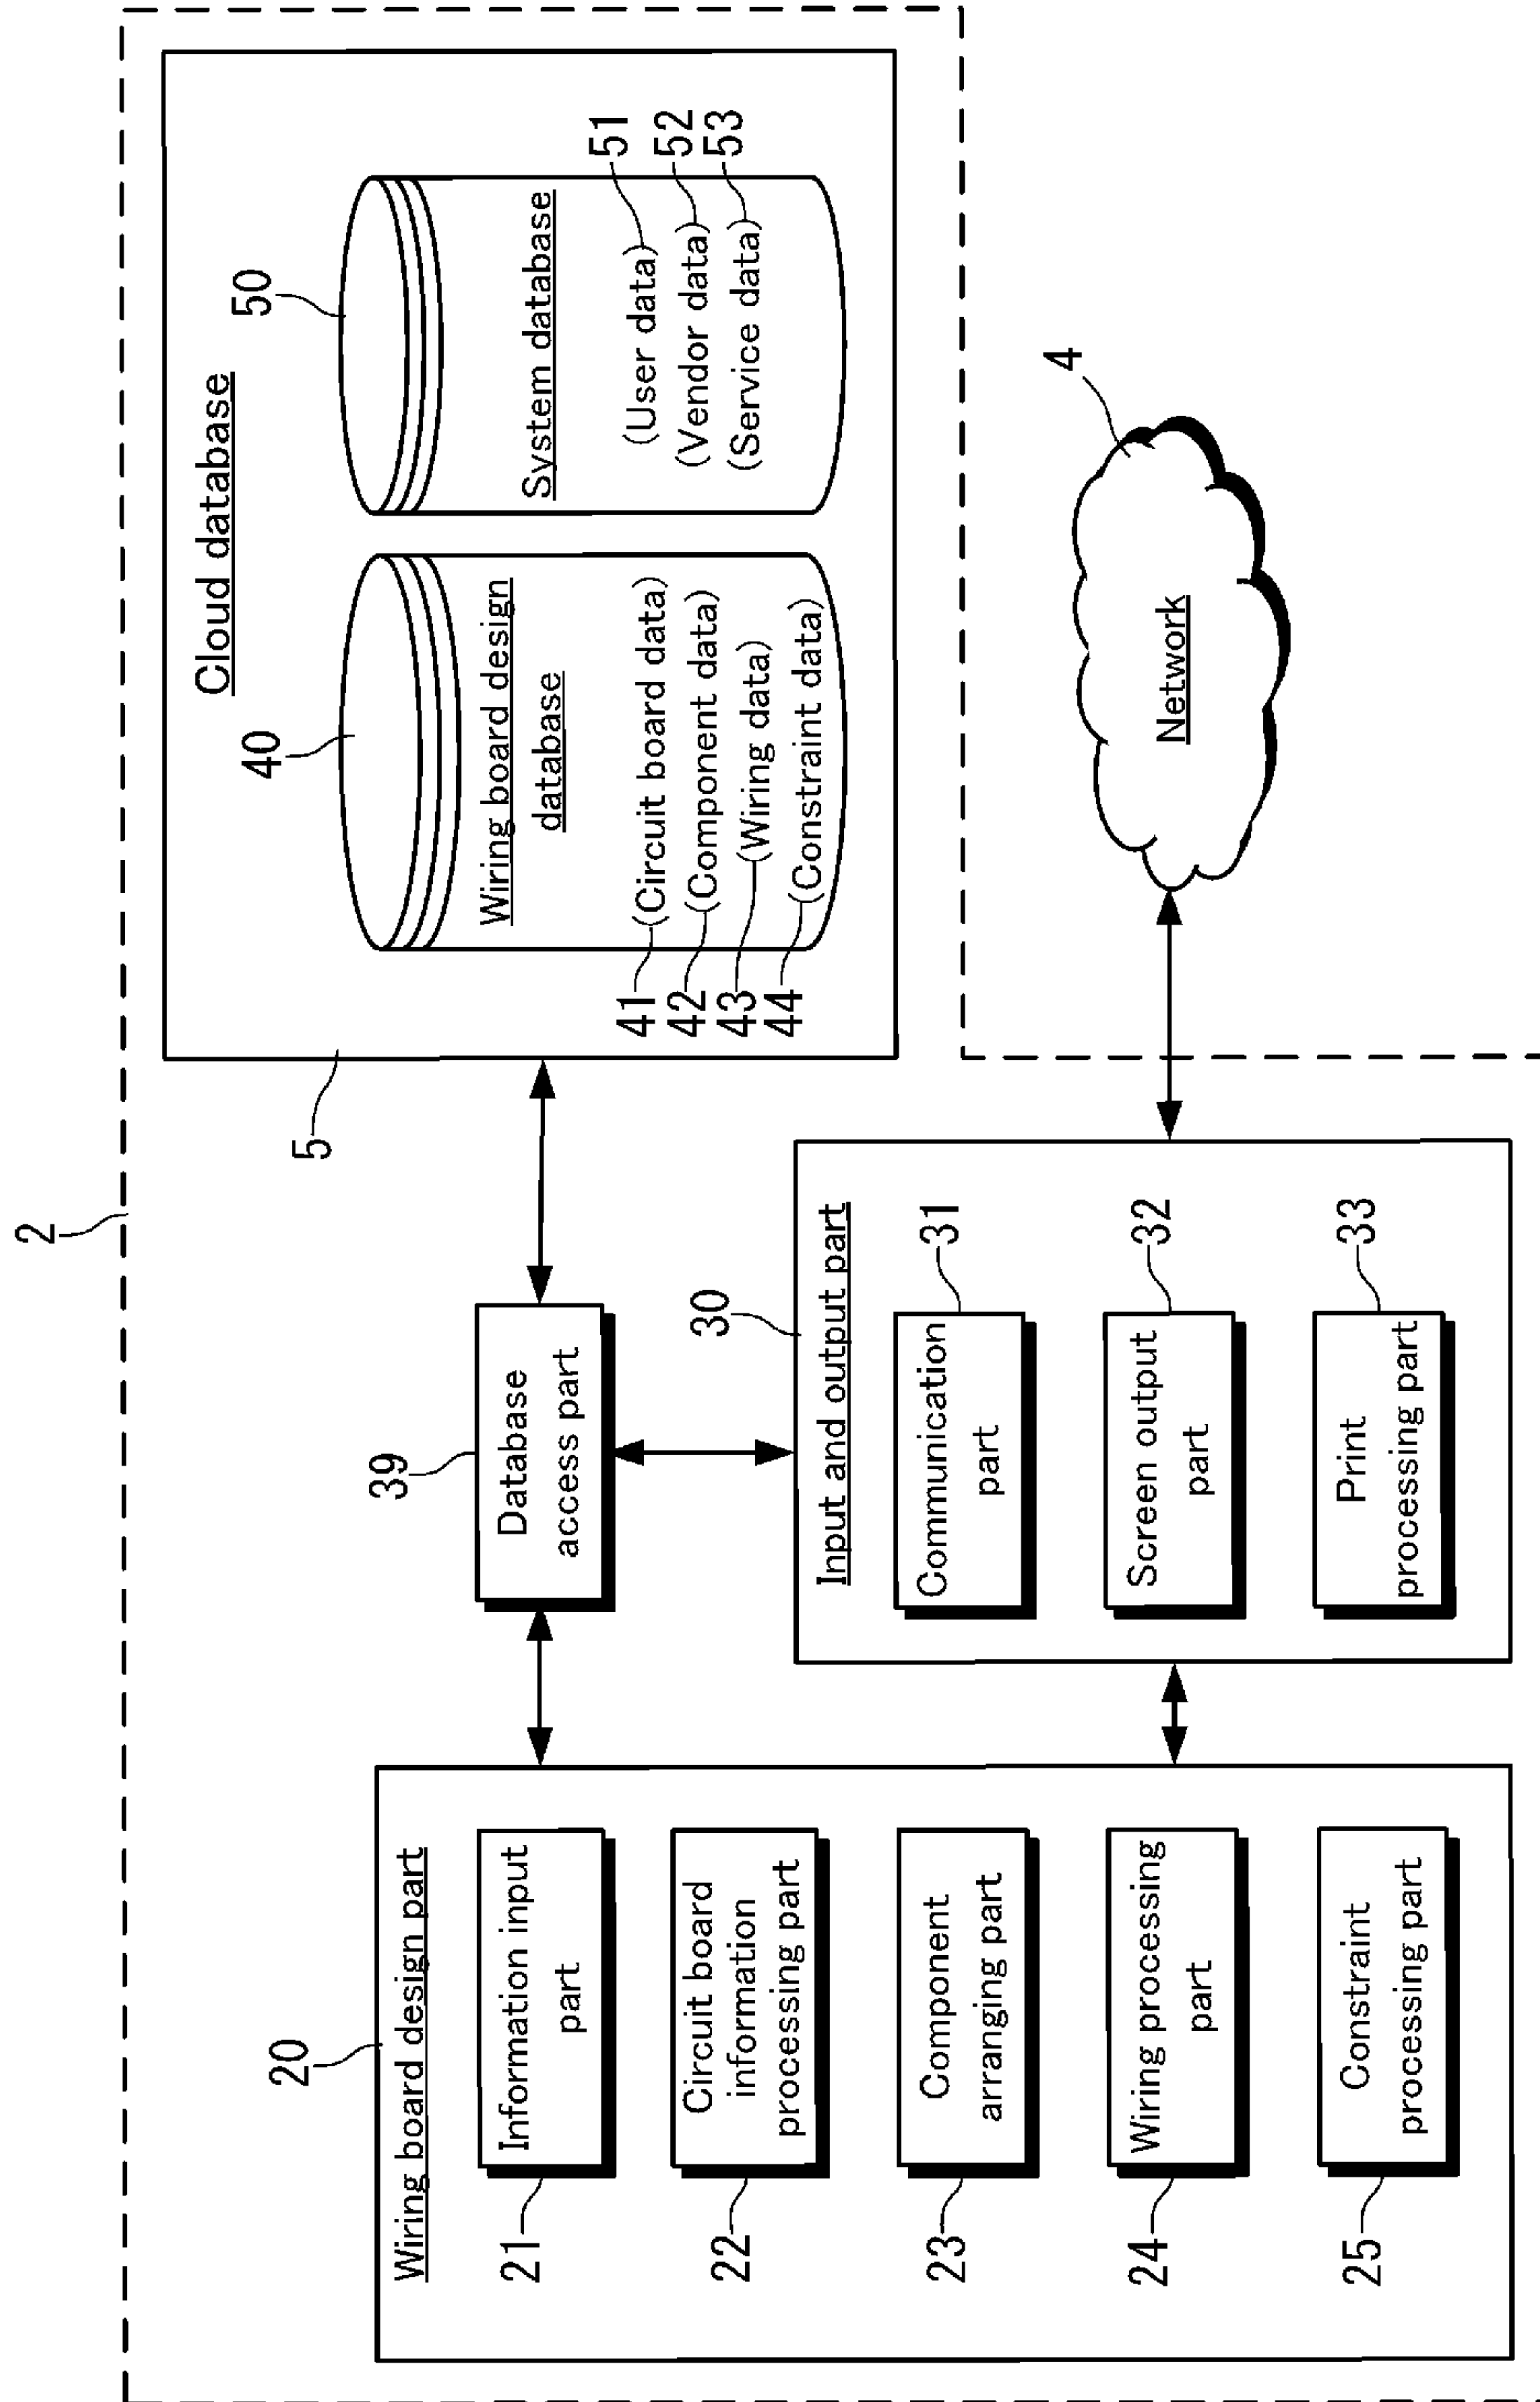 2
20
Wiring board design part
21
Information input
part
22
Circuit board
information
processing part
23
Component
arranging part
24
Wiring processing
part
25
Constraint
processing part
39
Database
access part
30
Input and output part
Communication
part
31
Screen output
part
32
Print
processing part
33
5
Cloud database
40
Wiring board design
database
41 (Circuit board data)
42 (Component data)
43 (Wiring data)
44 (Constraint data)
50
System database
(User data) 51
(Vendor data) 52
(Service data) 53
4
Network